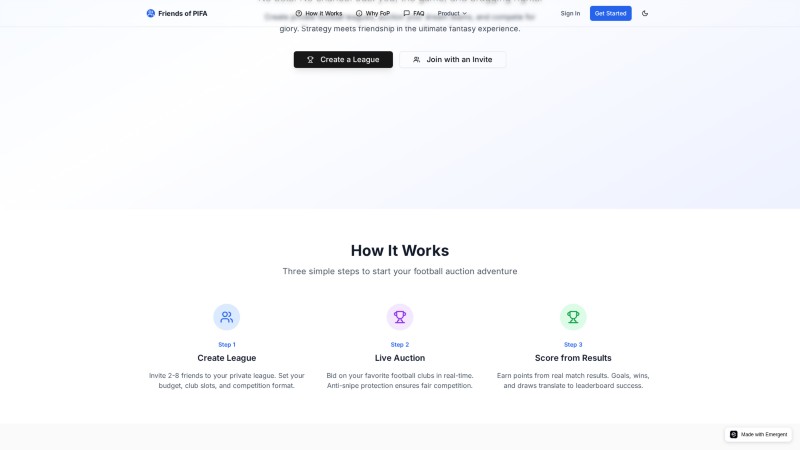 Friends of PIFA
How It Works
Why FoP
FAQ
Product
Sign In
Get Started
glory. Strategy meets friendship in the ultimate fantasy experience.
Create a League
Join with an Invite
How It Works
Three simple steps to start your football auction adventure
Step 1
Create League
Invite 2-8 friends to your private league. Set your
budget, club slots, and competition format.
Step 2
Live Auction
Bid on your favorite football clubs in real-time.
Anti-snipe protection ensures fair competition.
Step 3
Score from Results
Earn points from real match results. Goals, wins,
and draws translate to leaderboard success.
Made with Emergent